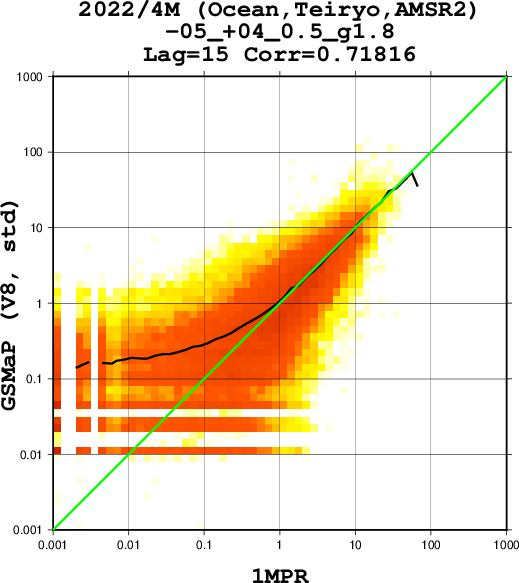 2022/4M (Ocean,Teiryo,AMSR2)
-05_+04_0.5_g1.8
Lag=15 Corr=0.71816
1000
100
10
1
0.1
0.01
0.001
GSMaP (V8, std)
0.001 0.01 0.1 1 10 100 1000
1MPR